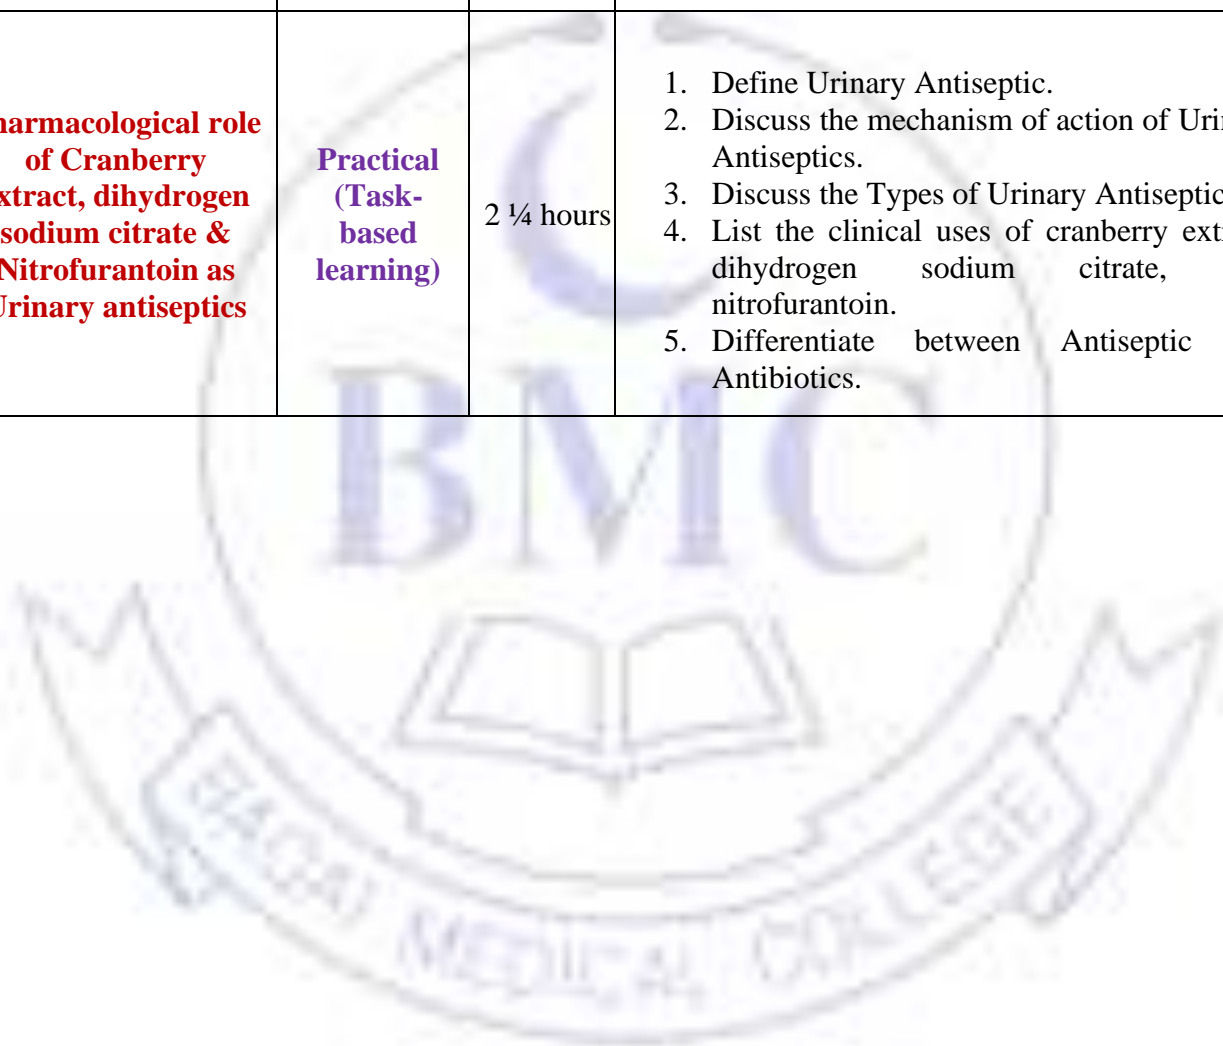 harmacological role
of Cranberry
xtract, dihydrogen
sodium citrate &
Nitrofurantoin as
Urinary antiseptics
Practical
(Task-
based
learning)
2 ¼ hours
1. Define Urinary Antiseptic.
2. Discuss the mechanism of action of Uri
Antiseptics.
3. Discuss the Types of Urinary Antiseptic
4. List the clinical uses of cranberry ext
dihydrogen sodium citrate,
nitrofurantoin.
5. Differentiate between Antiseptic
Antibiotics.
BMC
BAQAI MEDICAL COLLEGE